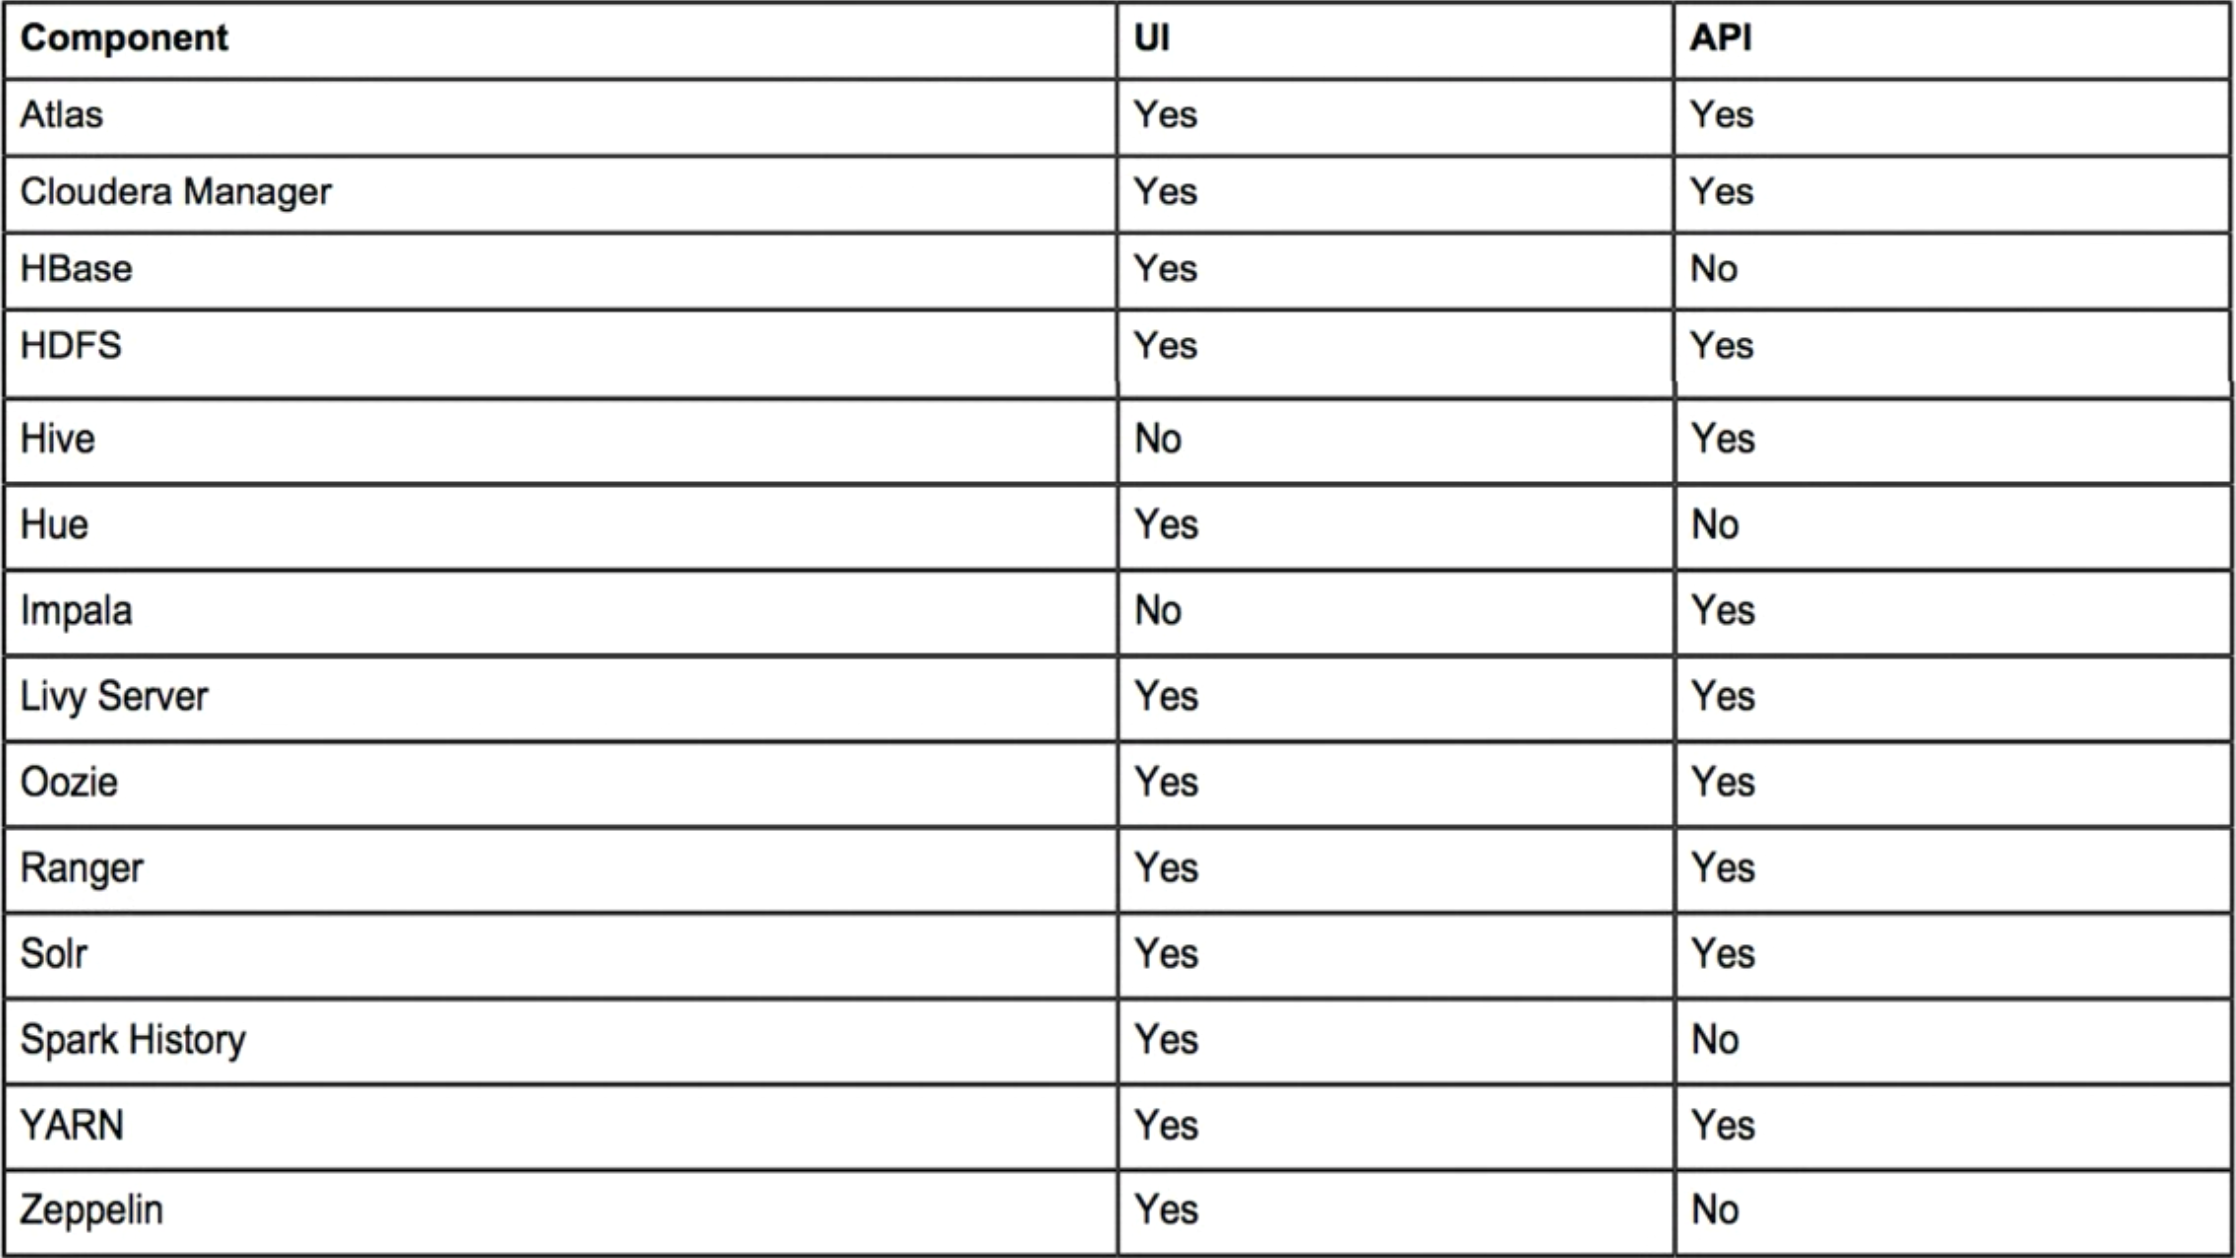 Component UI API
Atlas Yes Yes
Cloudera Manager Yes Yes
HBase Yes No
HDFS Yes Yes
Hive No Yes
Hue Yes No
Impala No Yes
Livy Server Yes Yes
Oozie Yes Yes
Ranger Yes Yes
Solr Yes Yes
Spark History Yes No
YARN Yes Yes
Zeppelin Yes No